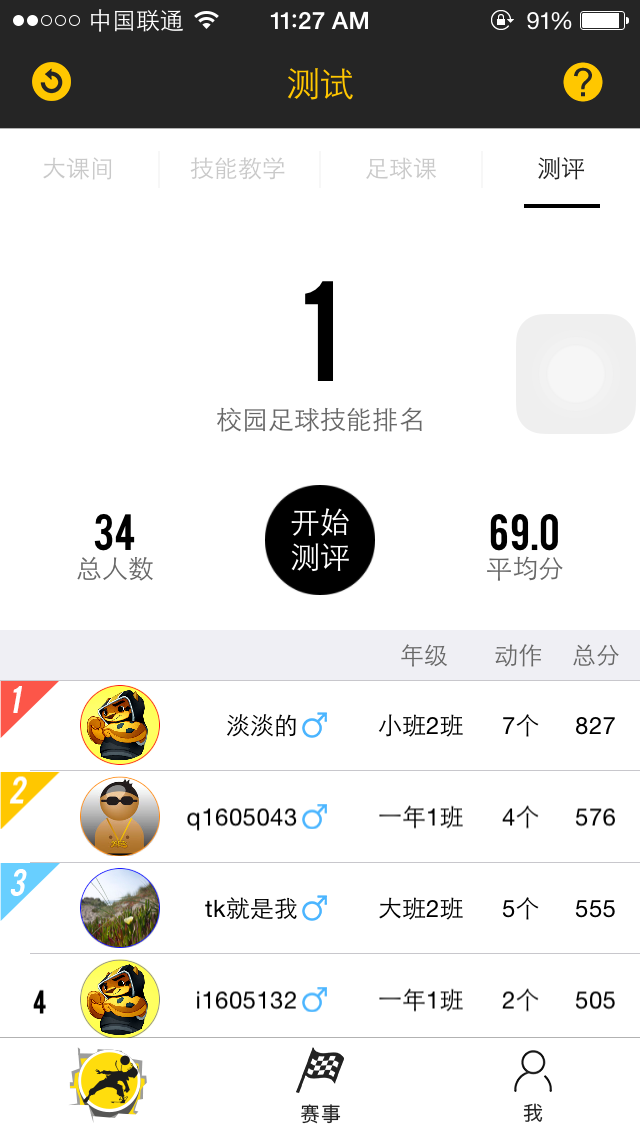 中国联通 11:27 AM 91%
测试 ?
大课间 技能教学 足球课 测评
1
校园足球技能排名
34 开始 69.0
总人数 测评 平均分
年级 动作 总分
1 淡淡的 小班2班 7个 827
2 q1605043 一年1班 4个 576
3 tk就是我 大班2班 5个 555
4 i1605132 一年1班 2个 505
赛事 我